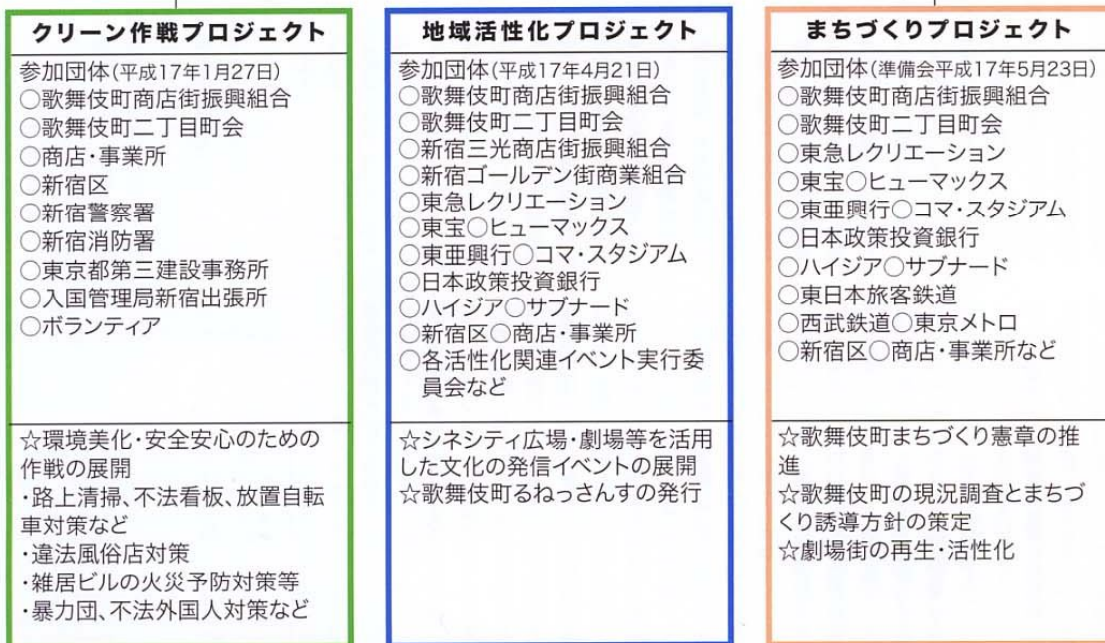 クリーン作戦プロジェクト
参加団体(平成17年1月27日)
○歌舞伎町商店街振興組合
○歌舞伎町二丁目町会
○商店・事業所
○新宿区
○新宿警察署
○新宿消防署
○東京都第三建設事務所
○入国管理局新宿出張所
○ボランティア
☆環境美化・安全安心のための
作戦の展開
・路上清掃、不法看板、放置自転
車対策など
・違法風俗店対策
・雑居ビルの火災予防対策等
・暴力団、不法外国人対策など
地域活性化プロジェクト
参加団体(平成17年4月21日)
○歌舞伎町商店街振興組合
○歌舞伎町二丁目町会
○新宿三光商店街振興組合
○新宿ゴールデン街商業組合
○東急レクリエーション
○東宝○ヒューマックス
○東亜興行○コマ・スタジアム
○日本政策投資銀行
○ハイジア○サブナード
○新宿区○商店・事業所
○各活性化関連イベント実行委
員会など
☆シネシティ広場・劇場等を活用
した文化の発信イベントの展開
☆歌舞伎町るねっさんすの発行
まちづくりプロジェクト
参加団体(準備会平成17年5月23日)
○歌舞伎町商店街振興組合
○歌舞伎町二丁目町会
○東急レクリエーション
○東宝○ヒューマックス
○東亜興行○コマ・スタジアム
○日本政策投資銀行
○ハイジア○サブナード
○東日本旅客鉄道
○西武鉄道○東京メトロ
○新宿区○商店・事業所など
☆歌舞伎町まちづくり憲章の推
進
☆歌舞伎町の現況調査とまちづ
くり誘導方針の策定
☆劇場街の再生・活性化